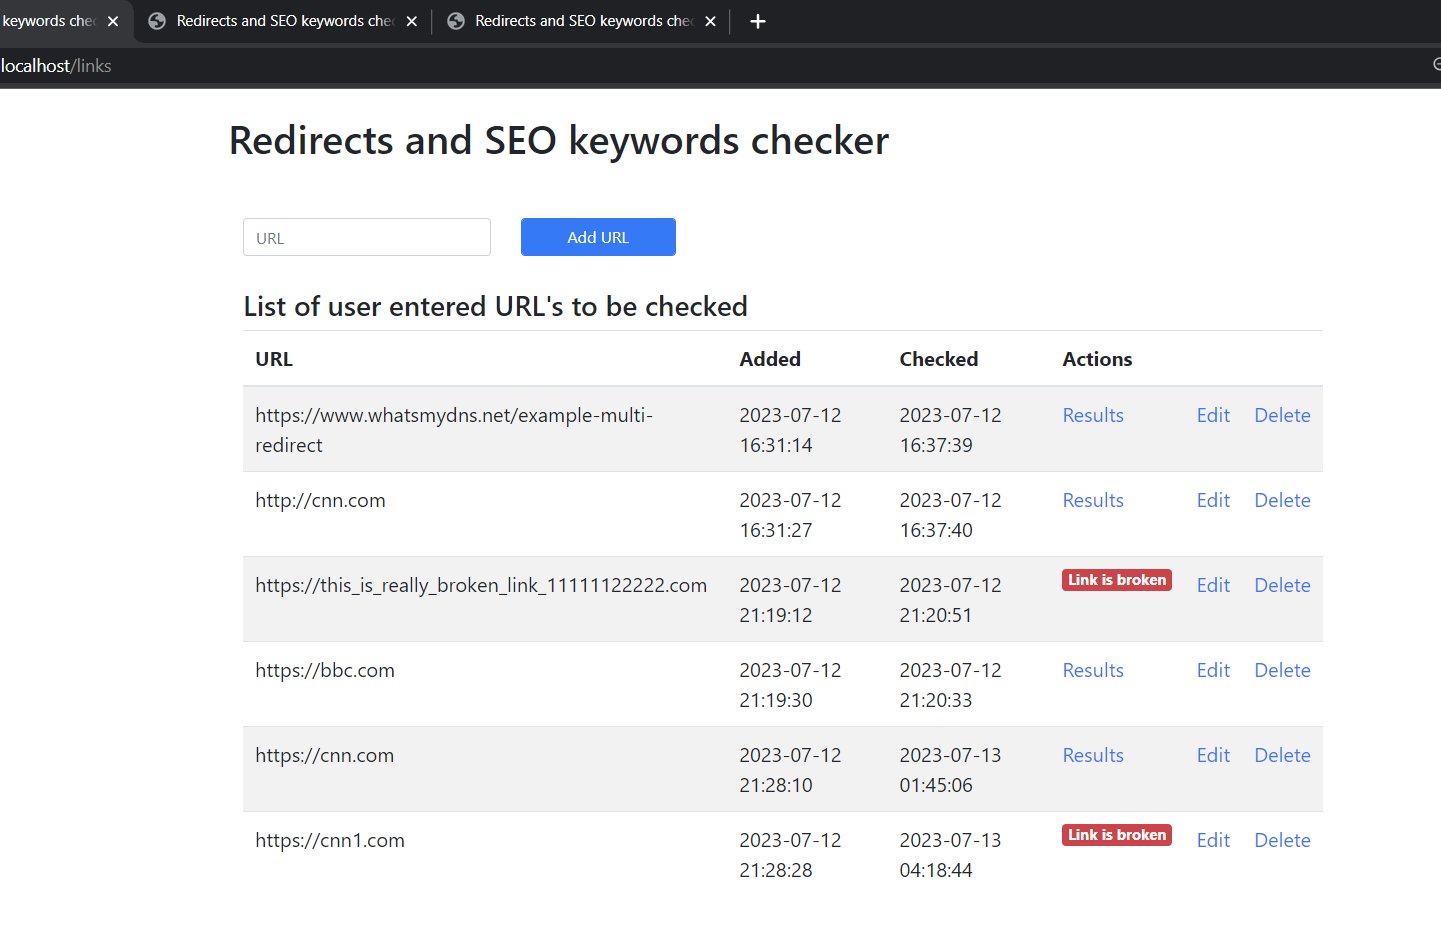 keywords chec
Redirects and SEO keywords chec
Redirects and SEO keywords chec
localhost/links
Redirects and SEO keywords checker
URL
Add URL
List of user entered URL's to be checked
URL Added Checked Actions
https://www.whatsmydns.net/example-multi- 2023-07-12 2023-07-12 Results Edit Delete
redirect 16:31:14 16:37:39
http://cnn.com 2023-07-12 2023-07-12 Results Edit Delete
16:31:27 16:37:40
https://this_is_really_broken_link_11111122222.com 2023-07-12 2023-07-12 Link is broken Edit Delete
21:19:12 21:20:51
https://bbc.com 2023-07-12 2023-07-12 Results Edit Delete
21:19:30 21:20:33
https://cnn.com 2023-07-12 2023-07-13 Results Edit Delete
21:28:10 01:45:06
https://cnn1.com 2023-07-12 2023-07-13 Link is broken Edit Delete
21:28:28 04:18:44